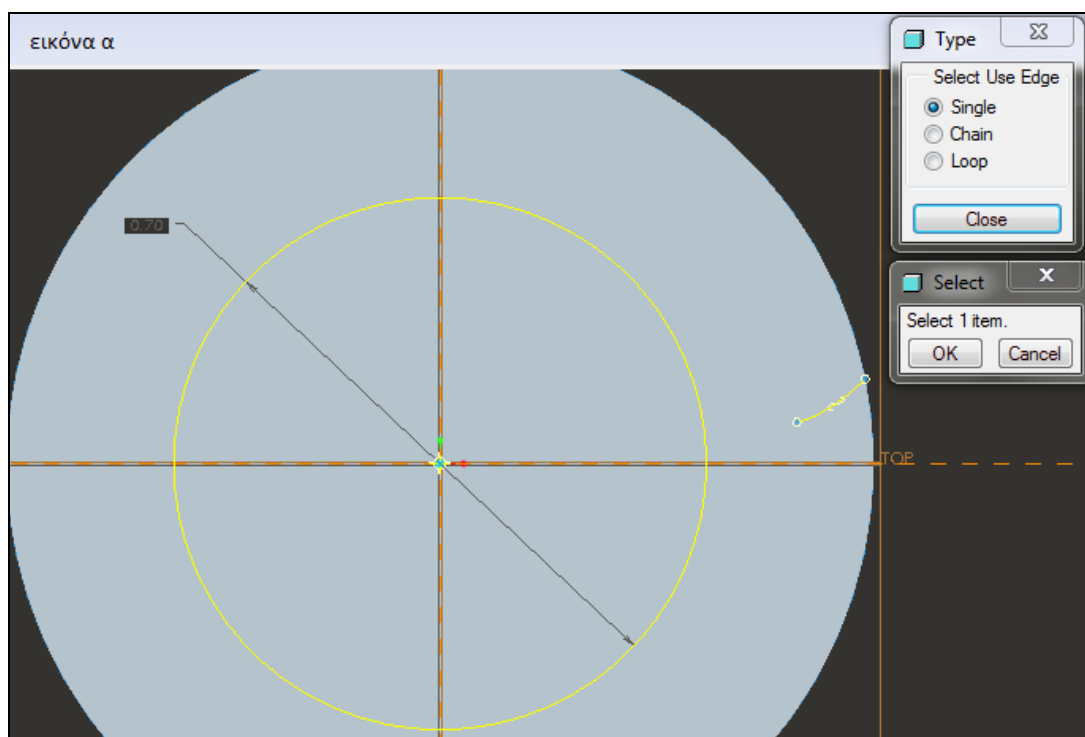 εικόνα α
Type
Select Use Edge
Single
Chain
Loop
Close
Select
Select 1 item.
OK Cancel
0.70
TOP